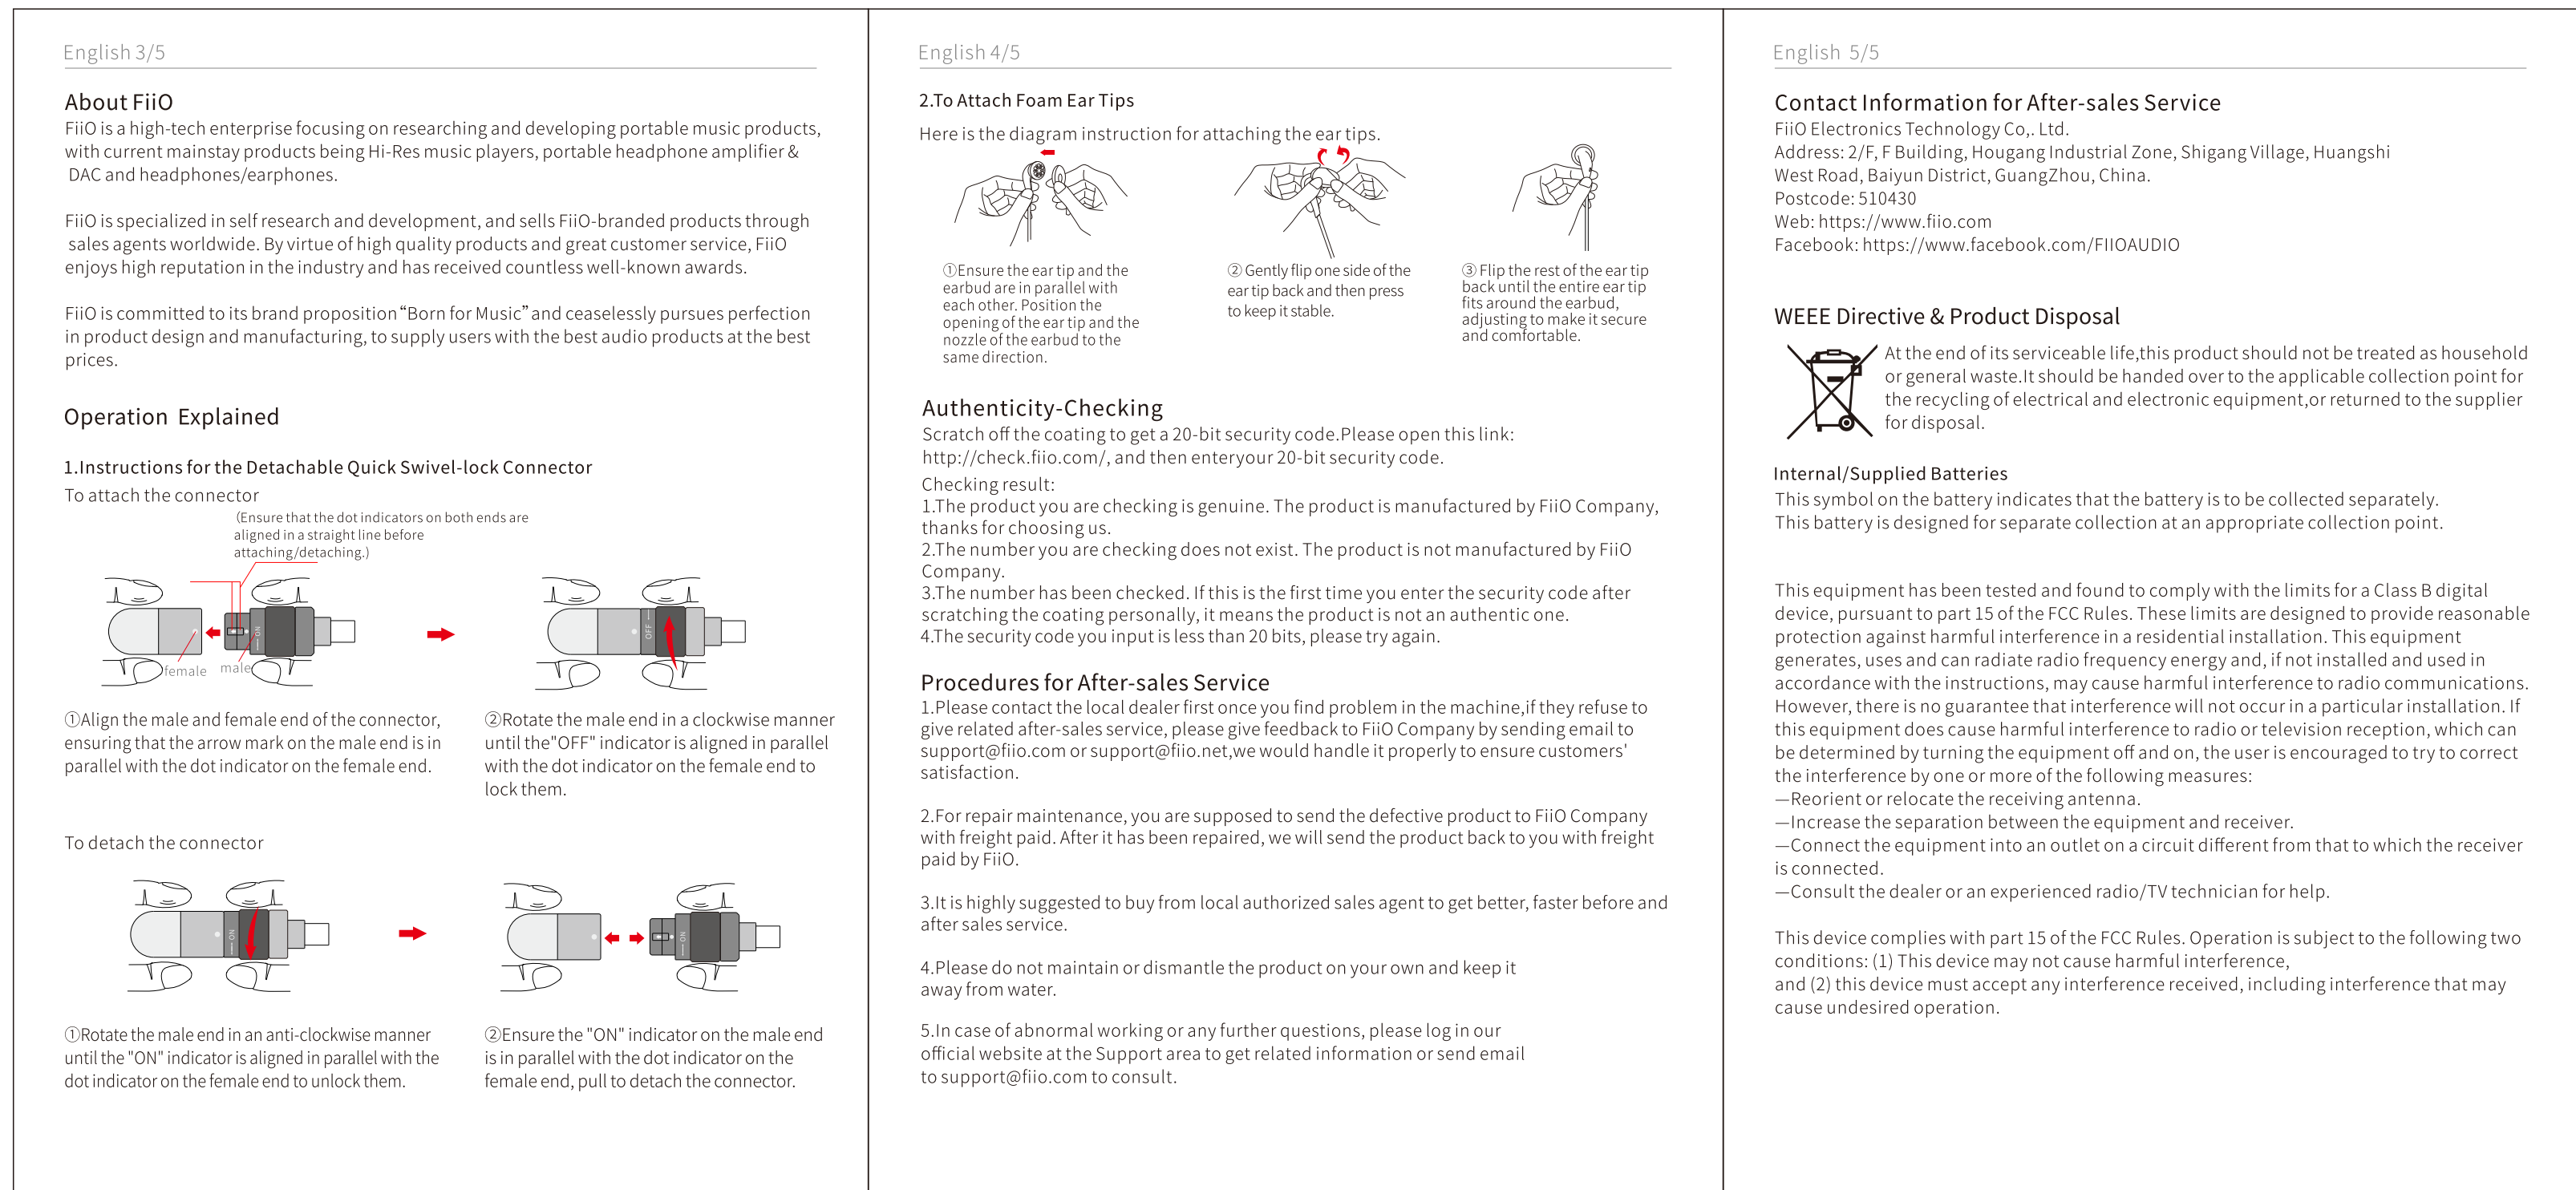 English 3/5
About FiiO
FiiO is a high-tech enterprise focusing on researching and developing portable music products,
with current mainstay products being Hi-Res music players, portable headphone amplifier &
DAC and headphones/earphones.
FiiO is specialized in self research and development, and sells FiiO-branded products through
sales agents worldwide. By virtue of high quality products and great customer service, FiiO
enjoys high reputation in the industry and has received countless well-known awards.
FiiO is committed to its brand proposition “Born for Music” and ceaselessly pursues perfection
in product design and manufacturing, to supply users with the best audio products at the best
prices.
Operation Explained
1.Instructions for the Detachable Quick Swivel-lock Connector
To attach the connector
(Ensure that the dot indicators on both ends are
aligned in a straight line before
attaching/detaching.)
ON
female
male
OFF
①Align the male and female end of the connector,
ensuring that the arrow mark on the male end is in
parallel with the dot indicator on the female end.
②Rotate the male end in a clockwise manner
until the"OFF" indicator is aligned in parallel
with the dot indicator on the female end to
lock them.
To detach the connector
ON
ON
①Rotate the male end in an anti-clockwise manner
until the "ON" indicator is aligned in parallel with the
dot indicator on the female end to unlock them.
②Ensure the "ON" indicator on the male end
is in parallel with the dot indicator on the
female end, pull to detach the connector.
English 4/5
2.To Attach Foam Ear Tips
Here is the diagram instruction for attaching the ear tips.
①Ensure the ear tip and the
earbud are in parallel with
each other. Position the
opening of the ear tip and the
nozzle of the earbud to the
same direction.
② Gently flip one side of the
ear tip back and then press
to keep it stable.
③ Flip the rest of the ear tip
back until the entire ear tip
fits around the earbud,
adjusting to make it secure
and comfortable.
Authenticity-Checking
Scratch off the coating to get a 20-bit security code.Please open this link:
http://check.fiio.com/, and then enteryour 20-bit security code.
Checking result:
1.The product you are checking is genuine. The product is manufactured by FiiO Company,
thanks for choosing us.
2.The number you are checking does not exist. The product is not manufactured by FiiO
Company.
3.The number has been checked. If this is the first time you enter the security code after
scratching the coating personally, it means the product is not an authentic one.
4.The security code you input is less than 20 bits, please try again.
Procedures for After-sales Service
1.Please contact the local dealer first once you find problem in the machine,if they refuse to
give related after-sales service, please give feedback to FiiO Company by sending email to
support@fiio.com or support@fiio.net,we would handle it properly to ensure customers'
satisfaction.
2.For repair maintenance, you are supposed to send the defective product to FiiO Company
with freight paid. After it has been repaired, we will send the product back to you with freight
paid by FiiO.
3.It is highly suggested to buy from local authorized sales agent to get better, faster before and
after sales service.
4.Please do not maintain or dismantle the product on your own and keep it
away from water.
5.In case of abnormal working or any further questions, please log in our
official website at the Support area to get related information or send email
to support@fiio.com to consult.
English 5/5
Contact Information for After-sales Service
FiiO Electronics Technology Co,. Ltd.
Address: 2/F, F Building, Hougang Industrial Zone, Shigang Village, Huangshi
West Road, Baiyun District, GuangZhou, China.
Postcode: 510430
Web: https://www.fiio.com
Facebook: https://www.facebook.com/FIIOAUDIO
WEEE Directive & Product Disposal
At the end of its serviceable life,this product should not be treated as household
or general waste.It should be handed over to the applicable collection point for
the recycling of electrical and electronic equipment,or returned to the supplier
for disposal.
Internal/Supplied Batteries
This symbol on the battery indicates that the battery is to be collected separately.
This battery is designed for separate collection at an appropriate collection point.
This equipment has been tested and found to comply with the limits for a Class B digital
device, pursuant to part 15 of the FCC Rules. These limits are designed to provide reasonable
protection against harmful interference in a residential installation. This equipment
generates, uses and can radiate radio frequency energy and, if not installed and used in
accordance with the instructions, may cause harmful interference to radio communications.
However, there is no guarantee that interference will not occur in a particular installation. If
this equipment does cause harmful interference to radio or television reception, which can
be determined by turning the equipment off and on, the user is encouraged to try to correct
the interference by one or more of the following measures:
—Reorient or relocate the receiving antenna.
—Increase the separation between the equipment and receiver.
—Connect the equipment into an outlet on a circuit different from that to which the receiver
is connected.
—Consult the dealer or an experienced radio/TV technician for help.
This device complies with part 15 of the FCC Rules. Operation is subject to the following two
conditions: (1) This device may not cause harmful interference,
and (2) this device must accept any interference received, including interference that may
cause undesired operation.